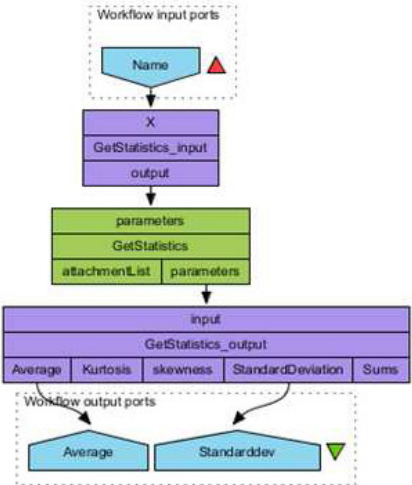 Workflow input ports
Name
X
GetStatistics_input
output
parameters
GetStatistics
attachmentList parameters
input
GetStatistics_output
Average Kurtosis skewness StandardDeviation Sums
Workflow output ports
Average Standarddev